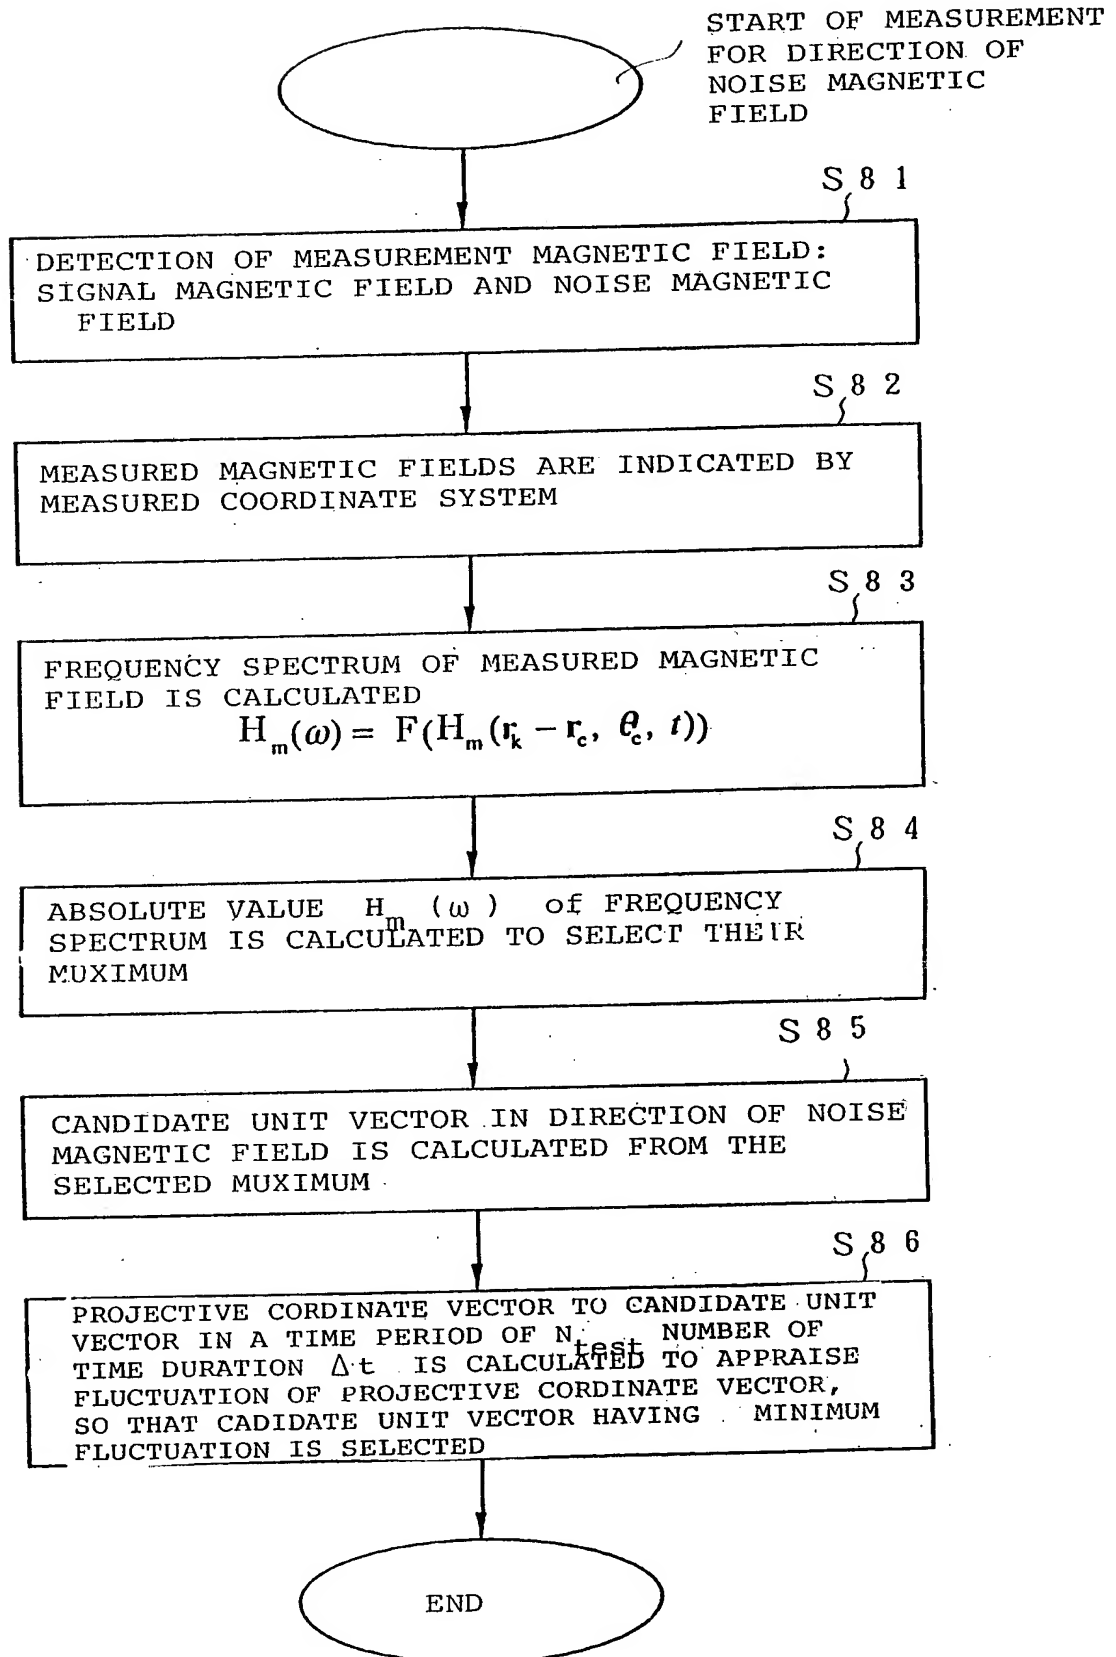 START OF MEASUREMENT
FOR DIRECTION OF
NOISE MAGNETIC
FIELD
S81
DETECTION OF MEASUREMENT MAGNETIC FIELD:
SIGNAL MAGNETIC FIELD AND NOISE MAGNETIC
FIELD
S82
MEASURED MAGNETIC FIELDS ARE INDICATED BY
MEASURED COORDINATE SYSTEM
S83
FREQUENCY SPECTRUM OF MEASURED MAGNETIC
FIELD IS CALCULATED
Hm(ω) = F(Hm(rk − rc, θc, t))
S84
ABSOLUTE VALUE Hm (ω) of FREQUENCY
SPECTRUM IS CALCULATED TO SELECT THEIR
MUXIMUM
S85
CANDIDATE UNIT VECTOR IN DIRECTION OF NOISE
MAGNETIC FIELD IS CALCULATED FROM THE
SELECTED MUXIMUM
S86
PROJECTIVE CORDINATE VECTOR TO CANDIDATE UNIT
VECTOR IN A TIME PERIOD OF Ntest NUMBER OF
TIME DURATION Δt IS CALCULATED TO APPRAISE
FLUCTUATION OF PROJECTIVE CORDINATE VECTOR,
SO THAT CADIDATE UNIT VECTOR HAVING MINIMUM
FLUCTUATION IS SELECTED
END